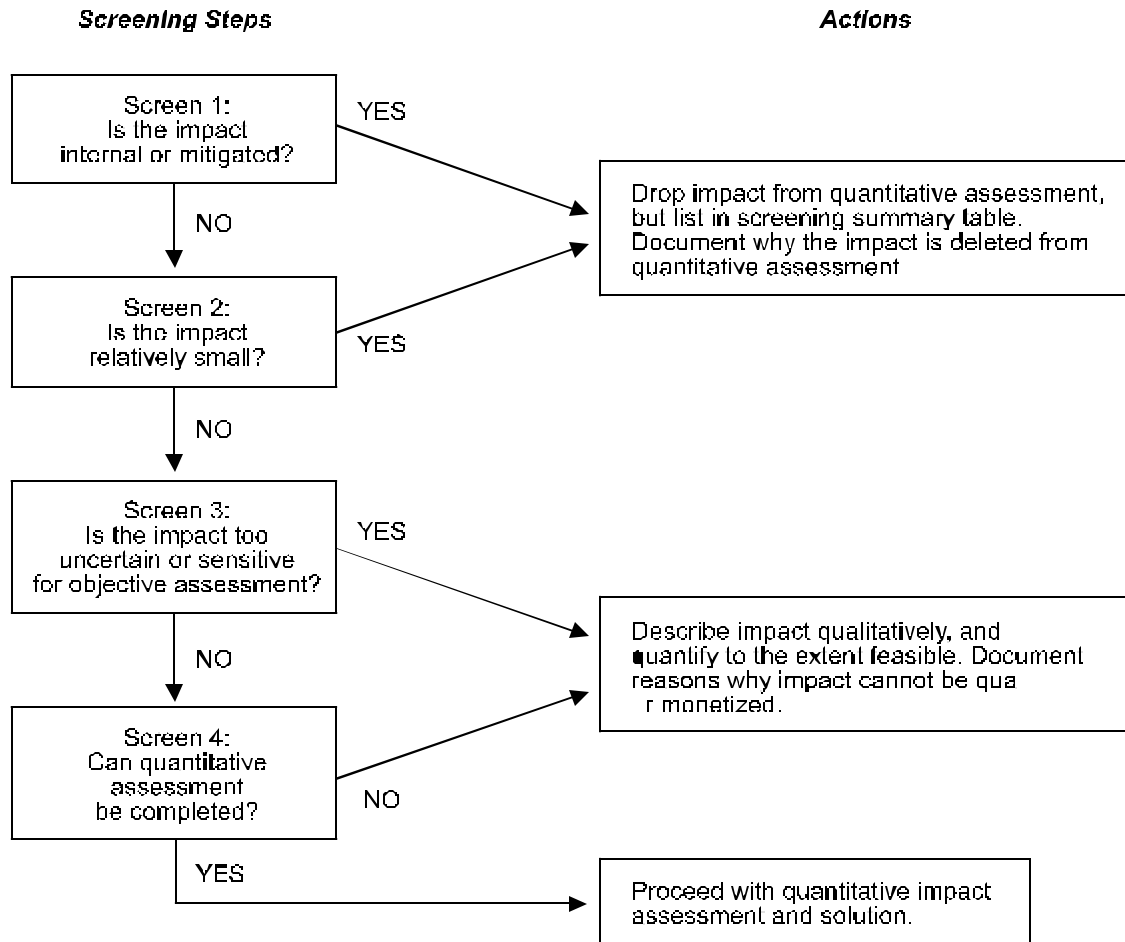 Screening Steps
Actions
Screen 1:
Is the impact
internal or mitigated?
YES
NO
Drop impact from quantitative assessment,
but list in screening summary table.
Document why the impact is deleted from
quantitative assessment
Screen 2:
Is the impact
relatively small?
YES
NO
Screen 3:
Is the impact too
uncertain or sensitive
for objective assessment?
YES
NO
Describe impact qualitatively, and
quantify to the extent feasible. Document
reasons why impact cannot be qua
r monetized.
Screen 4:
Can quantitative
assessment
be completed?
NO
YES
Proceed with quantitative impact
assessment and solution.